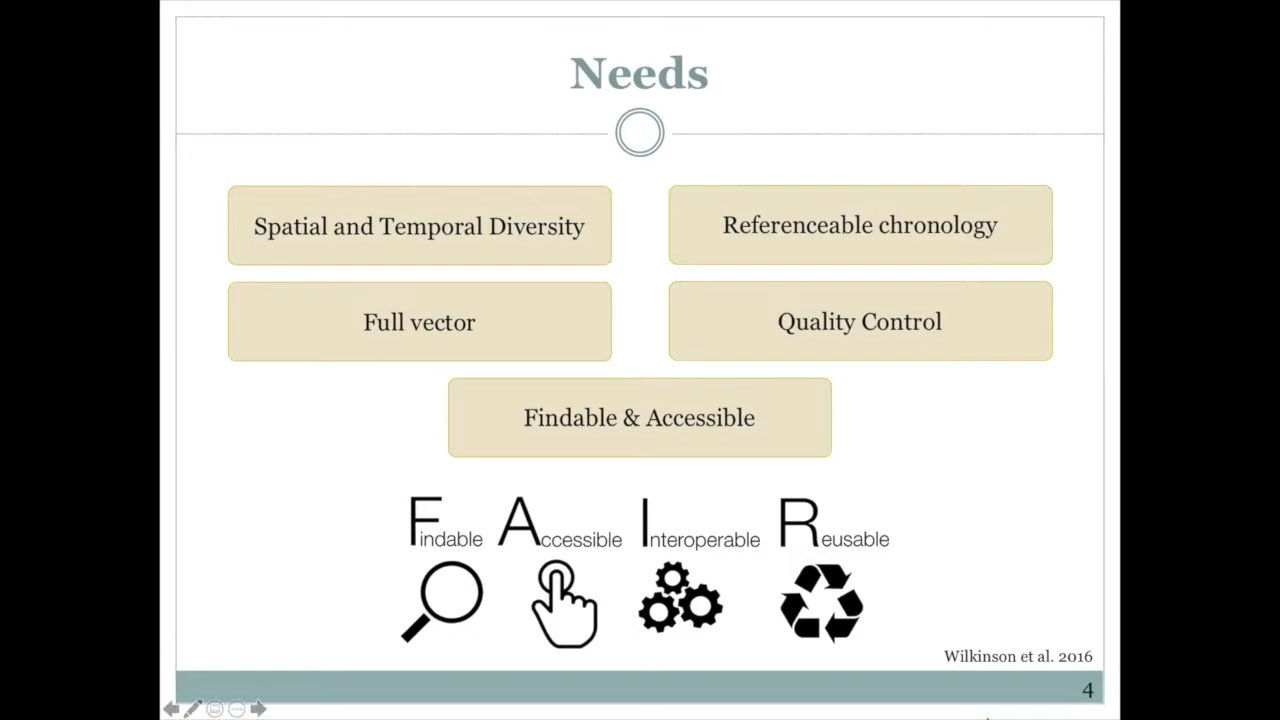 Needs
Spatial and Temporal Diversity
Referenceable chronology
Full vector
Quality Control
Findable & Accessible
Findable Accessible Interoperable Reusable
Wilkinson et al. 2016
4